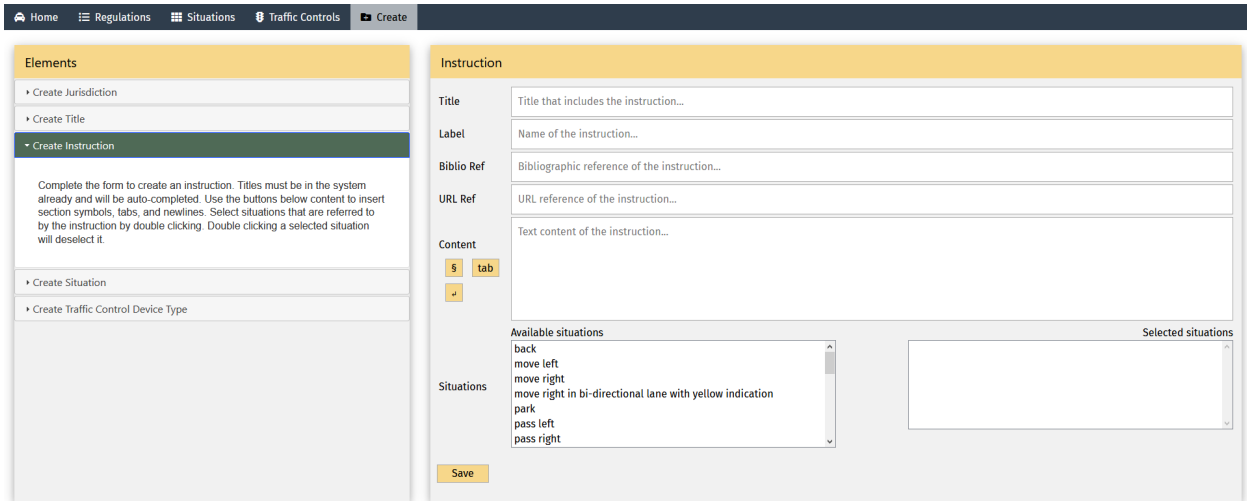 Home Regulations Situations Traffic Controls Create
Elements
Create Jurisdiction
Create Title
Create Instruction
Complete the form to create an instruction. Titles must be in the system
already and will be auto-completed. Use the buttons below content to insert
section symbols, tabs, and newlines. Select situations that are referred to
by the instruction by double clicking. Double clicking a selected situation
will deselect it.
Create Situation
Create Traffic Control Device Type
Instruction
Title Title that includes the instruction...
Label Name of the instruction...
Biblio Ref Bibliographic reference of the instruction...
URL Ref URL reference of the instruction...
Content Text content of the instruction...
§ tab
↲
Available situations Selected situations
Situations
back
move left
move right
move right in bi-directional lane with yellow indication
park
pass left
pass right
Save